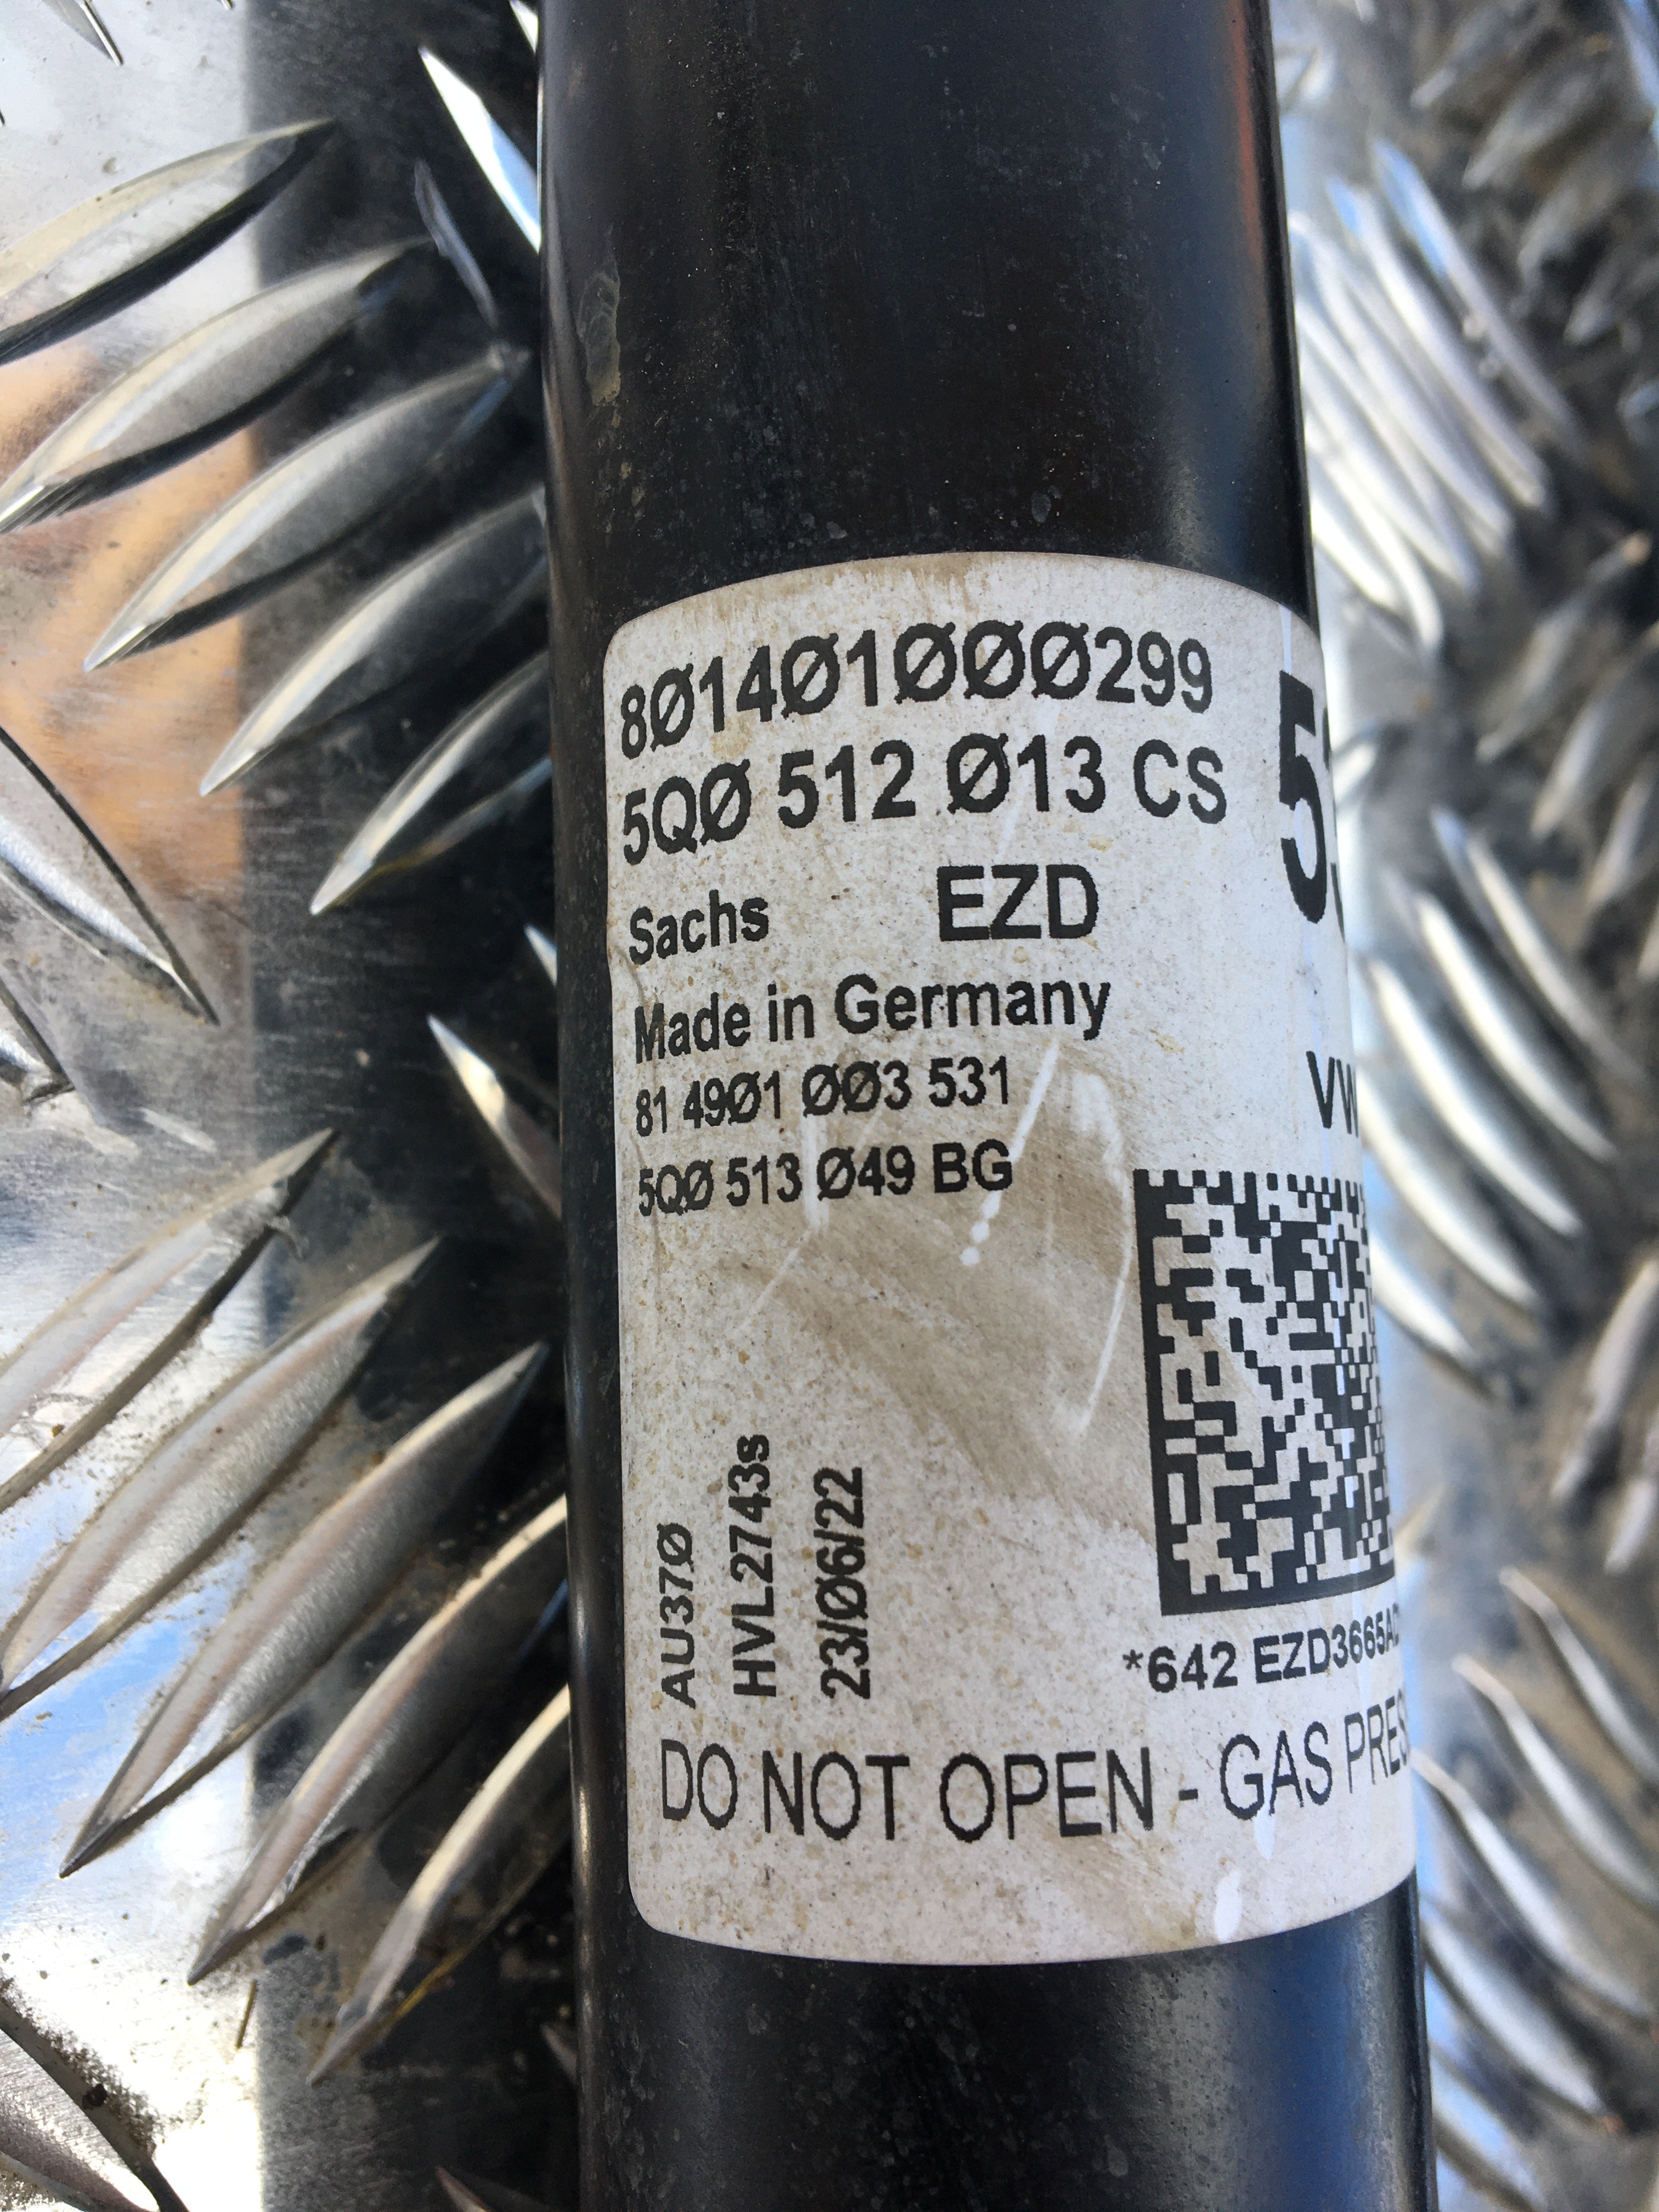 8Ø14Ø1ØØØ299
5QØ 512 Ø13 CS
Sachs EZD
Made in Germany
81 49Ø1 ØØ3 531
5QØ 513 Ø49 BG
VW
AU37Ø
HVL2743s
23/Ø6/22
*642 EZD3665A
DO NOT OPEN - GAS PRES